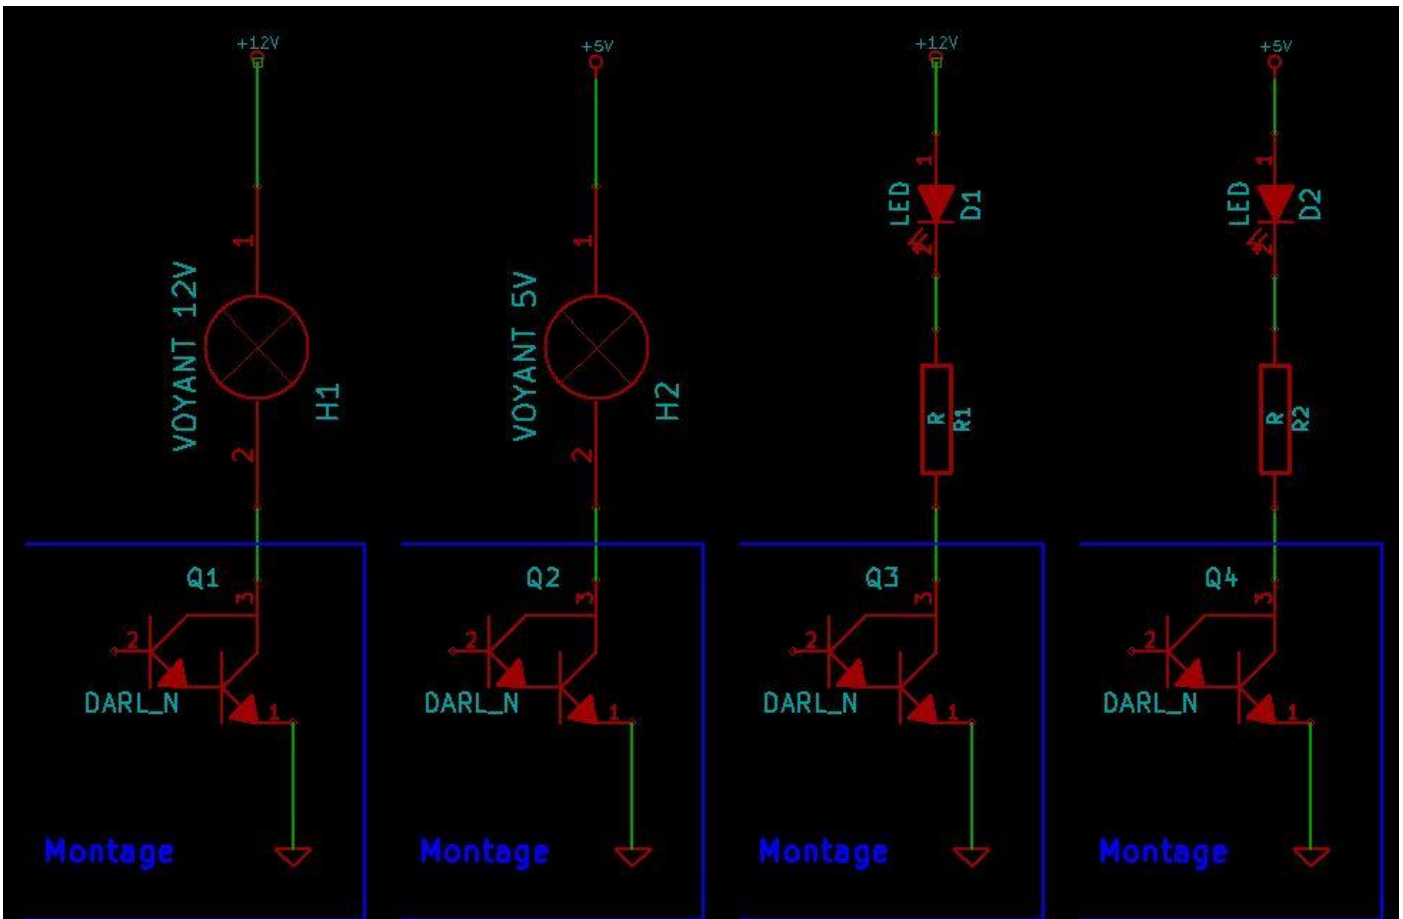 +12V
+5V
+12V
+5V
1
1
1
1
LED
D1
LED
D2
2
2
VOYANT 12V
H1
VOYANT 5V
H2
R
R1
R
R2
2
2
Q1
Q2
Q3
Q4
3
3
3
3
2
2
2
2
DARL_N
DARL_N
DARL_N
DARL_N
1
1
1
1
Montage
Montage
Montage
Montage